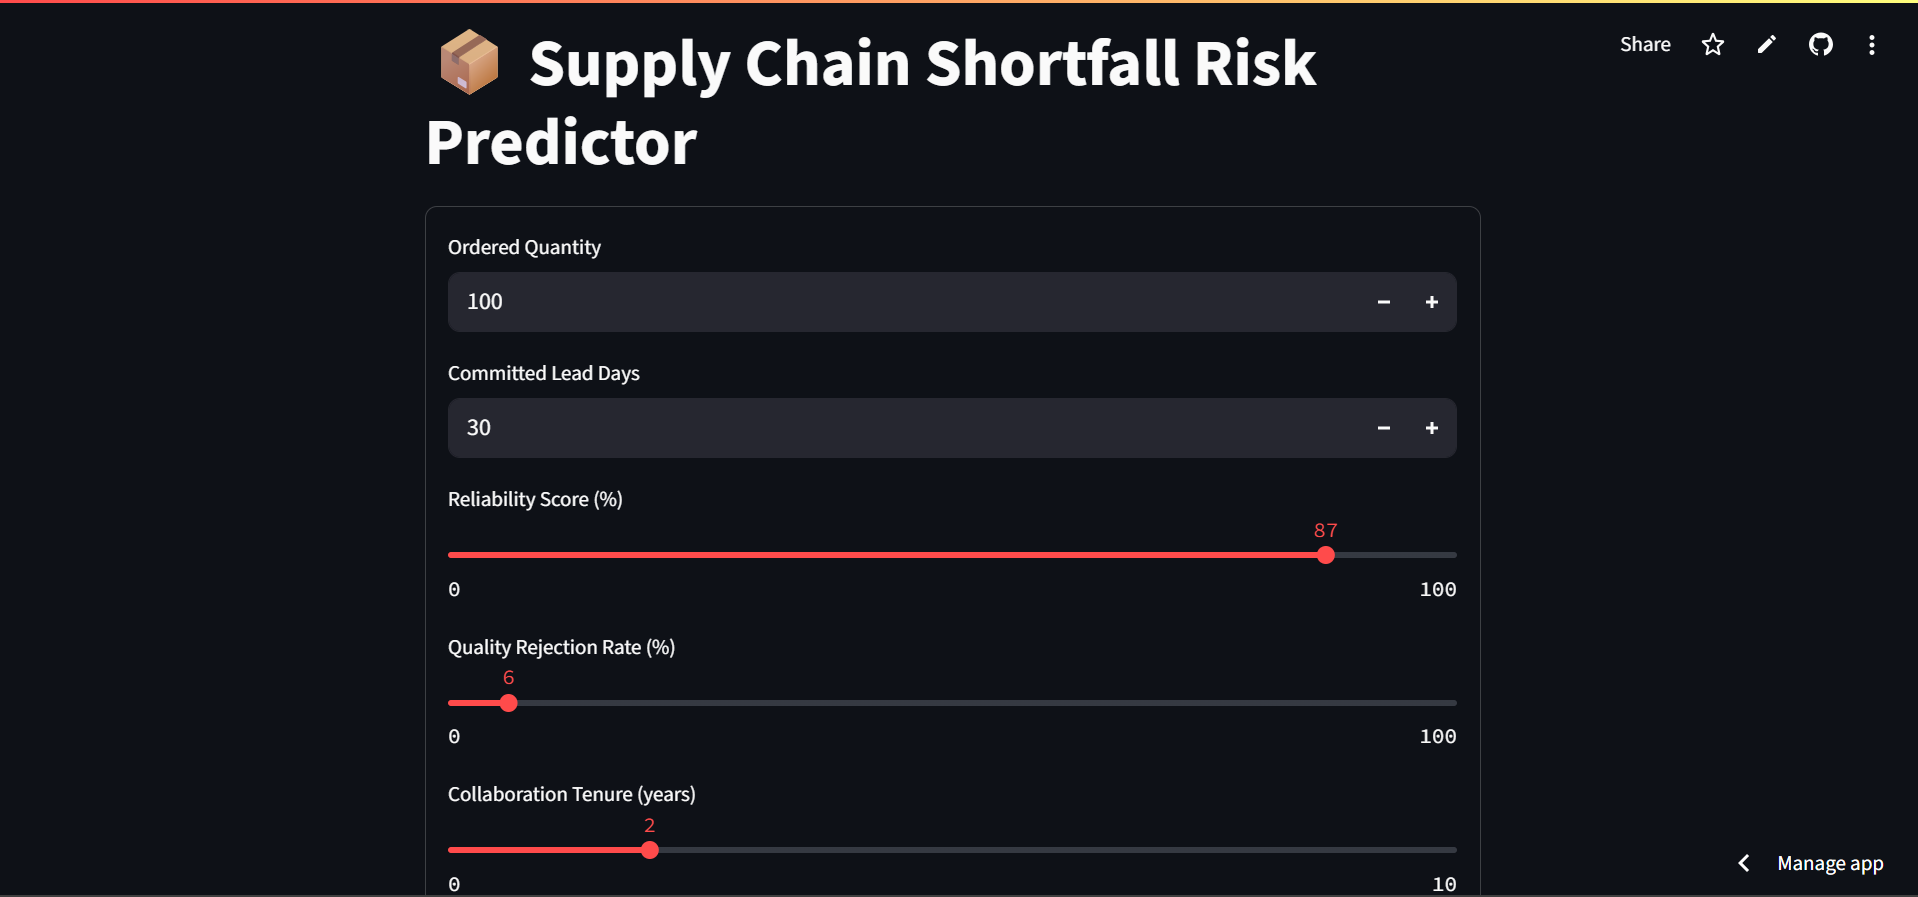 Share
Supply Chain Shortfall Risk
Predictor
Ordered Quantity
100
Committed Lead Days
30
Reliability Score (%)
87
0 100
Quality Rejection Rate (%)
6
0 100
Collaboration Tenure (years)
2
0 10
Manage app